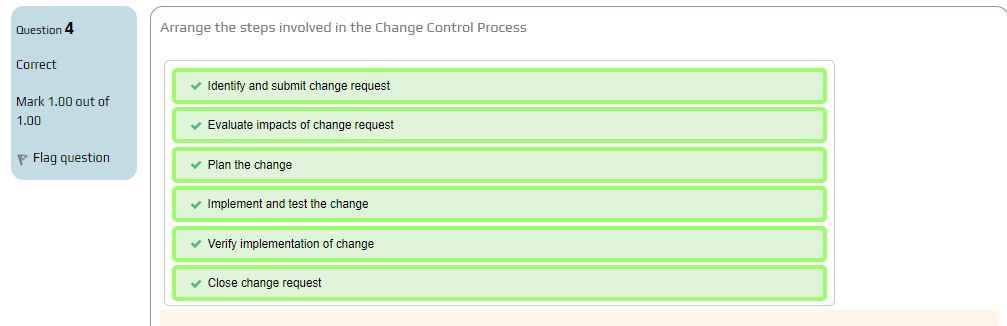 Question 4
Correct
Mark 1.00 out of
1.00
Flag question
Arrange the steps involved in the Change Control Process
Identify and submit change request
Evaluate impacts of change request
Plan the change
Implement and test the change
Verify implementation of change
Close change request